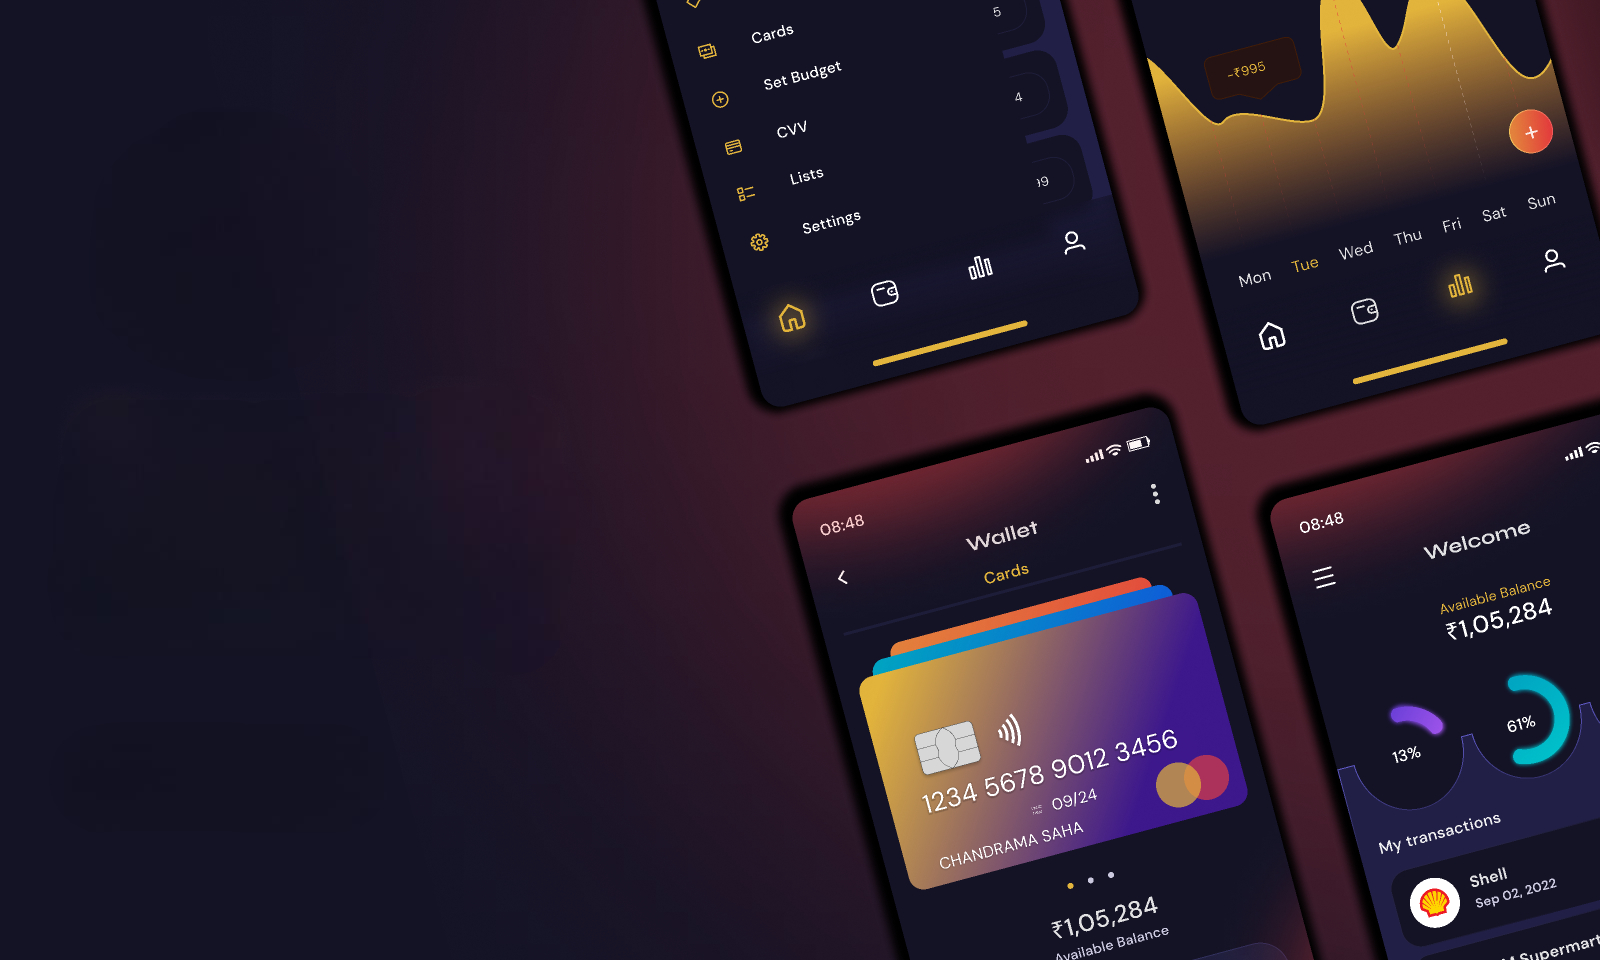 Cards
Set Budget
CVV
Lists
Settings
5
4
99
-₹995
+
Mon Tue Wed Thu Fri Sat Sun
08:48
Wallet
Cards
1234 5678 9012 3456
09/24
CHANDRAMA SAHA
₹1,05,284
Available Balance
08:48
Welcome
Available Balance
₹1,05,284
13%
61%
My transactions
Shell
Sep 02, 2022
M Supermart